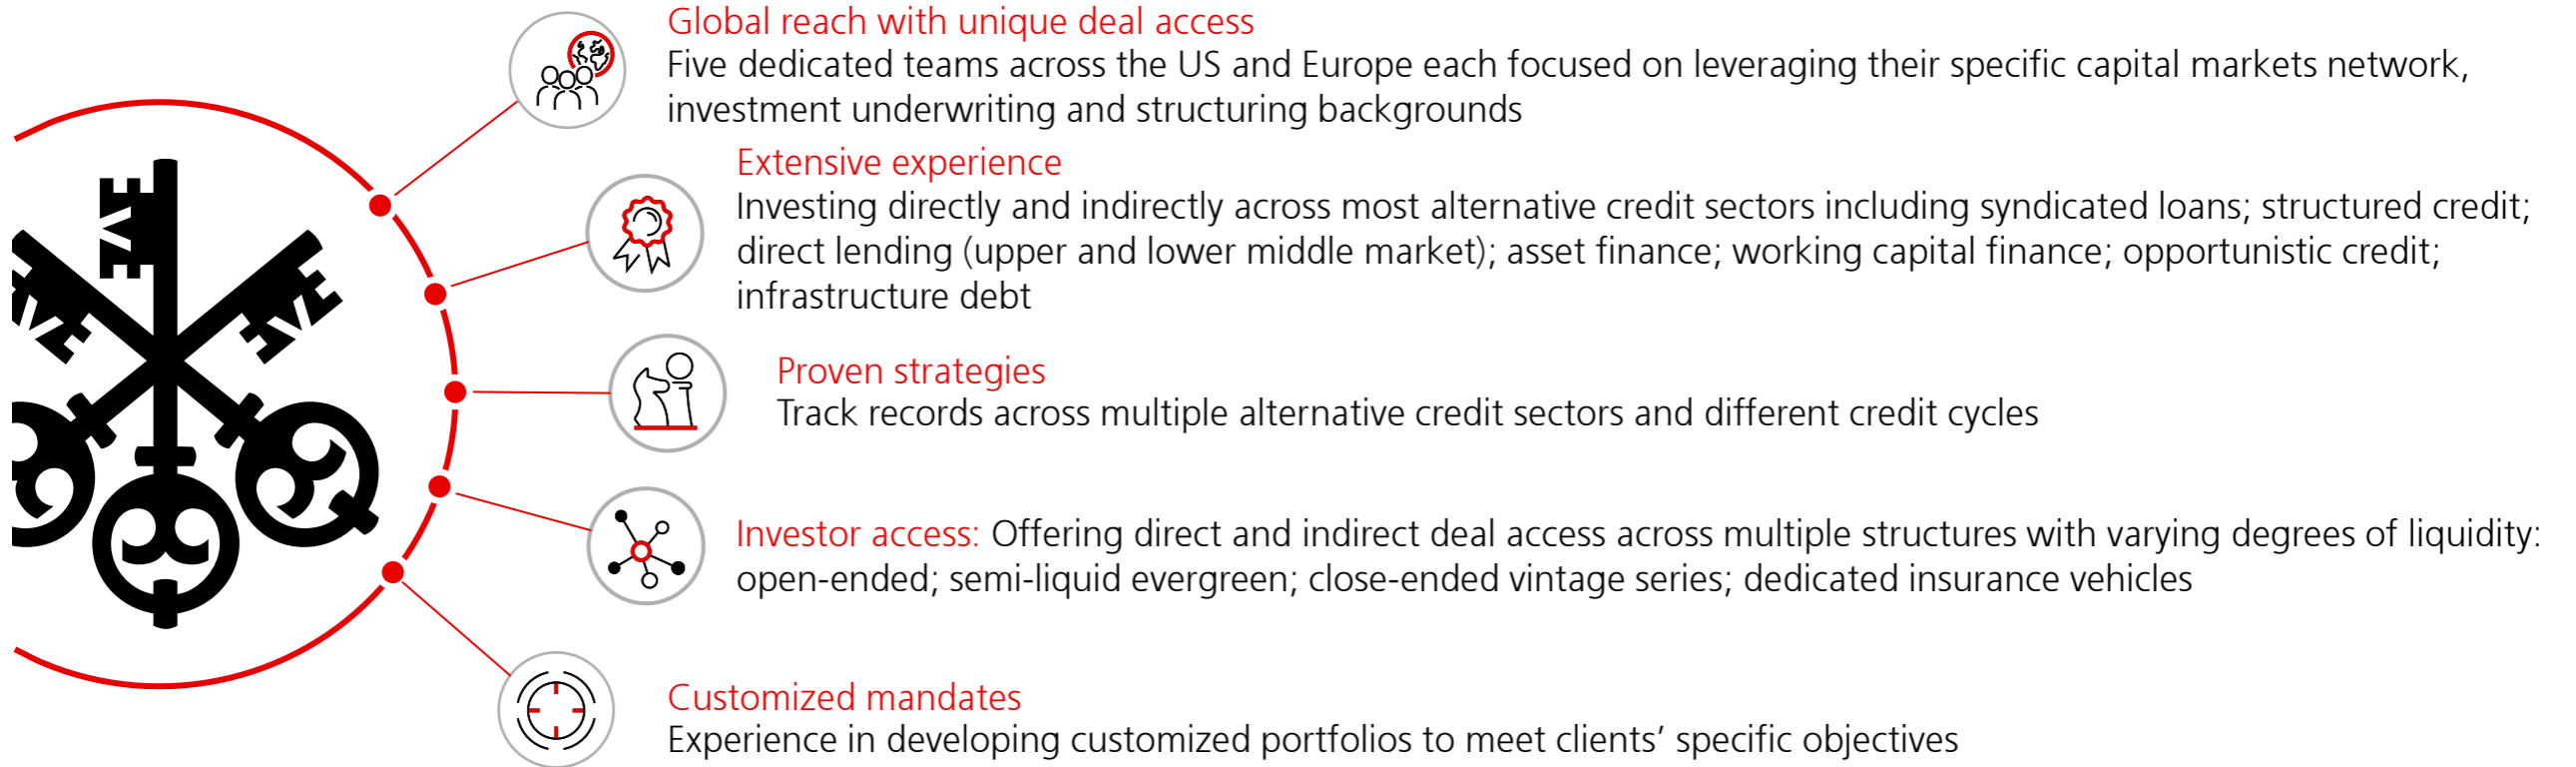 Global reach with unique deal access
Five dedicated teams across the US and Europe each focused on leveraging their specific capital markets network,
investment underwriting and structuring backgrounds
Extensive experience
Investing directly and indirectly across most alternative credit sectors including syndicated loans; structured credit;
direct lending (upper and lower middle market); asset finance; working capital finance; opportunistic credit;
infrastructure debt
Proven strategies
Track records across multiple alternative credit sectors and different credit cycles
Investor access: Offering direct and indirect deal access across multiple structures with varying degrees of liquidity:
open-ended; semi-liquid evergreen; close-ended vintage series; dedicated insurance vehicles
Customized mandates
Experience in developing customized portfolios to meet clients’ specific objectives